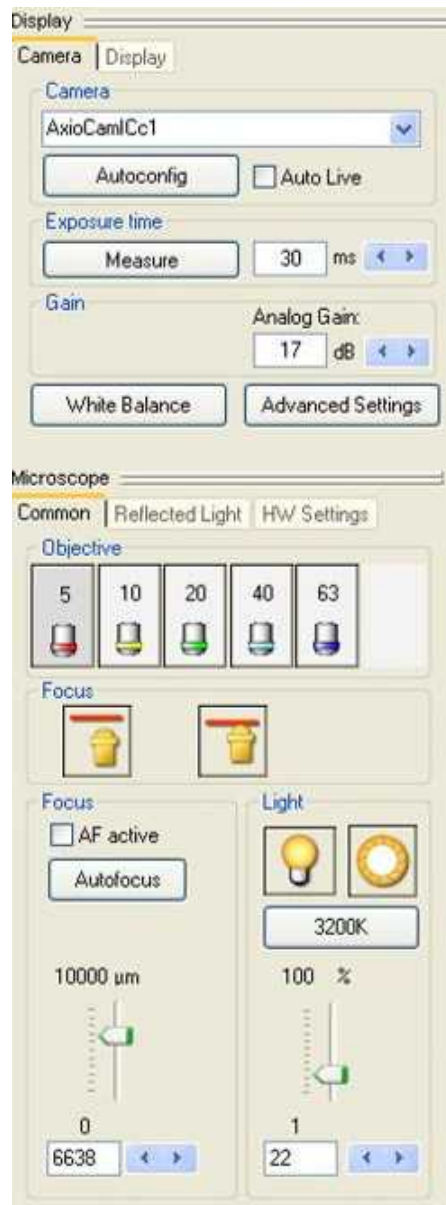 Display
Camera Display
Camera
AxioCamICc1
Autoconfig Auto Live
Exposure time
Measure 30 ms
Gain
Analog Gain:
17 dB
White Balance Advanced Settings
Microscope
Common Reflected Light HW Settings
Objective
5 10 20 40 63
Focus
Focus Light
AF active
Autofocus
3200K
10000 µm 100 %
0 1
6638 22